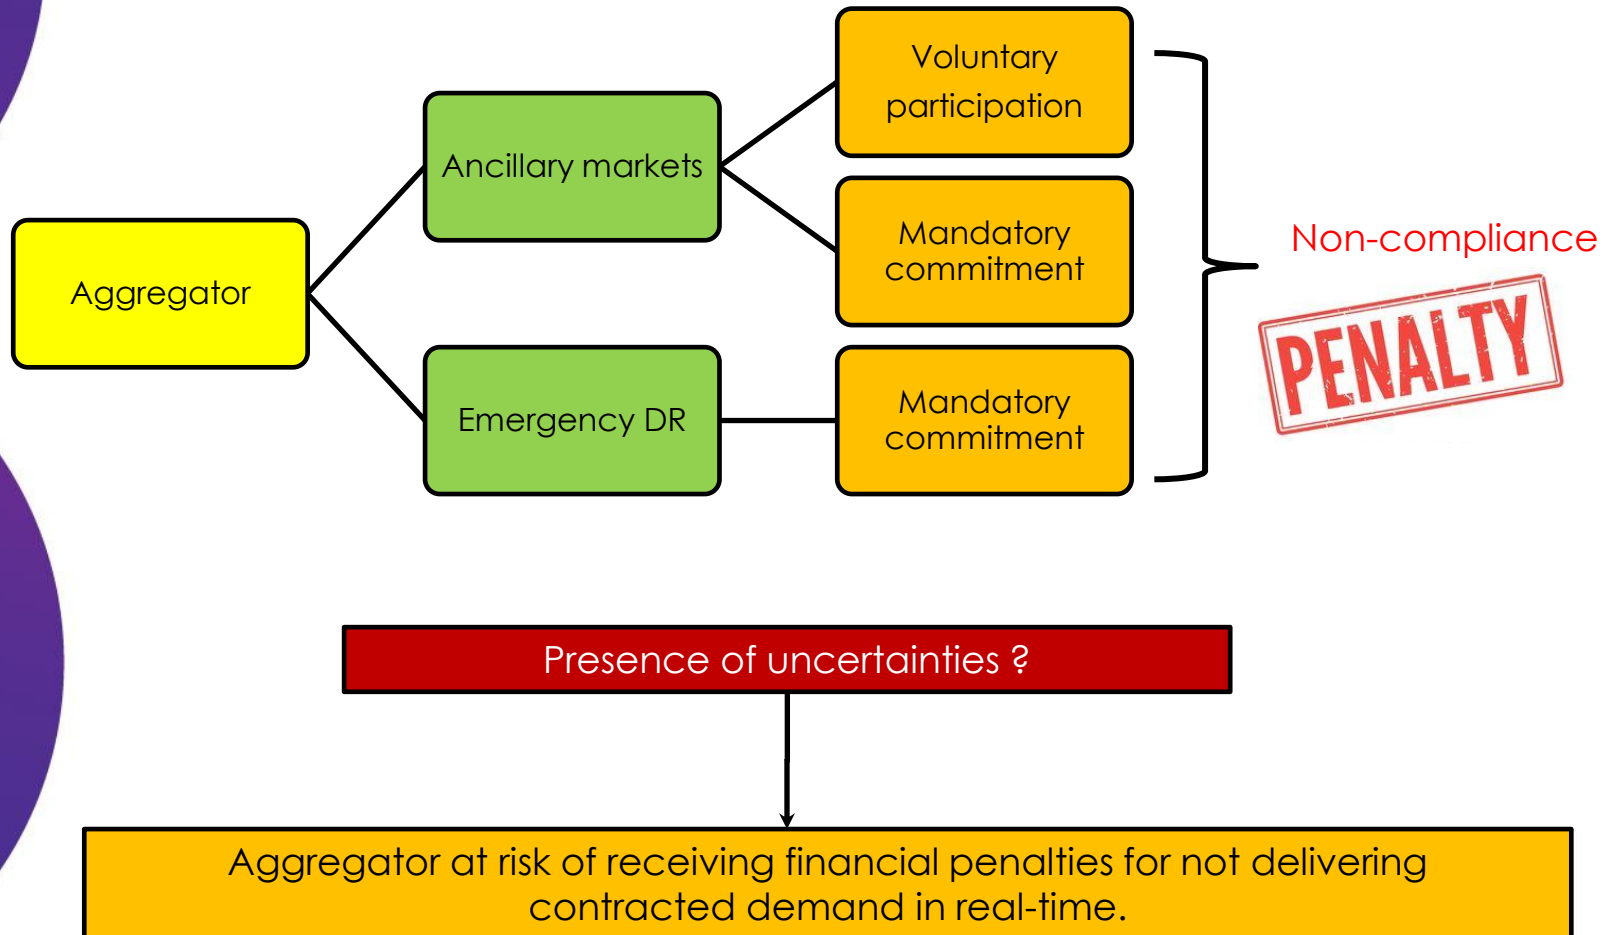 Voluntary
participation
Ancillary markets
Mandatory
commitment
Non-compliance
PENALTY
Aggregator
Emergency DR
Mandatory
commitment
Presence of uncertainties ?
Aggregator at risk of receiving financial penalties for not delivering
contracted demand in real-time.